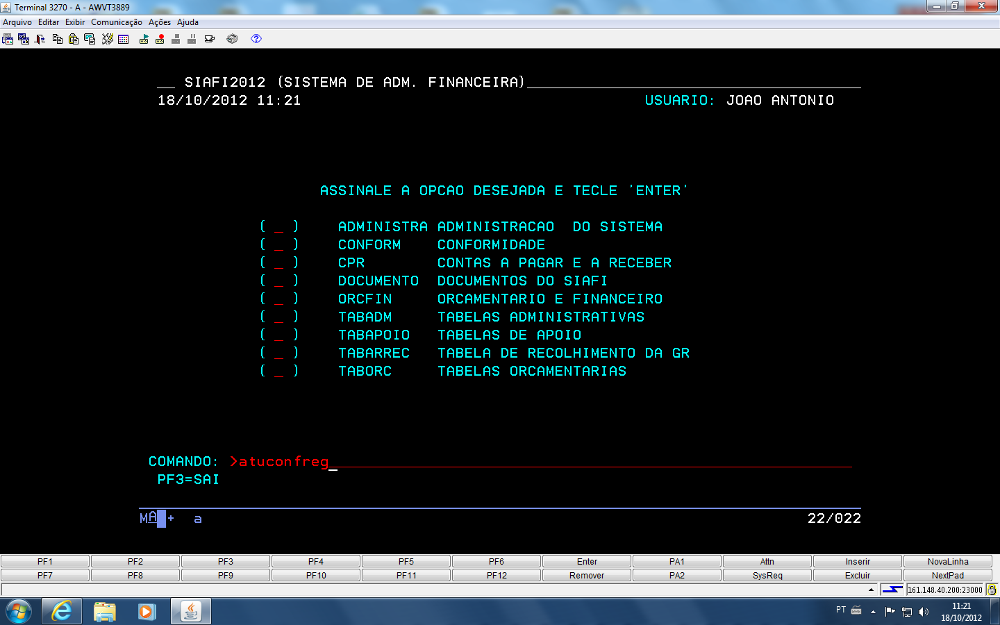 Terminal 3270 - A - AWVT3889
Arquivo Editar Exibir Comunicação Ações Ajuda
__ SIAFI2012 (SISTEMA DE ADM. FINANCEIRA)_____________________________________
18/10/2012 11:21 USUARIO: JOAO ANTONIO
ASSINALE A OPCAO DESEJADA E TECLE 'ENTER'
( _ ) ADMINISTRA ADMINISTRACAO  DO SISTEMA
( _ ) CONFORM CONFORMIDADE
( _ ) CPR CONTAS A PAGAR E A RECEBER
( _ ) DOCUMENTO DOCUMENTOS DO SIAFI
( _ ) ORCFIN ORCAMENTARIO E FINANCEIRO
( _ ) TABADM TABELAS ADMINISTRATIVAS
( _ ) TABAPOIO TABELAS DE APOIO
( _ ) TABARREC TABELA DE RECOLHIMENTO DA GR
( _ ) TABORC TABELAS ORCAMENTARIAS
COMANDO: >atuconfreg__________________________________________________________
PF3=SAI
MA + a 22/022
PF1 PF2 PF3 PF4 PF5 PF6 Enter PA1 Attn Inserir NovaLinha
PF7 PF8 PF9 PF10 PF11 PF12 Remover PA2 SysReq Excluir NextPad
161.148.40.200:23000
PT 11:21
18/10/2012